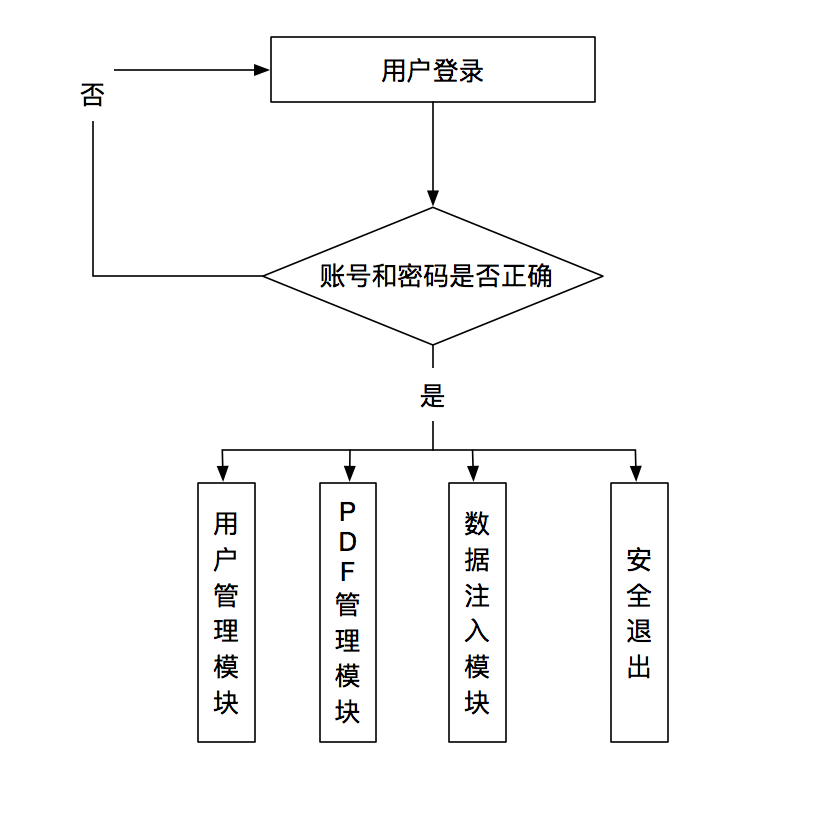 用户登录
否
账号和密码是否正确
是
用户管理模块
PDF管理模块
数据注入模块
安全退出